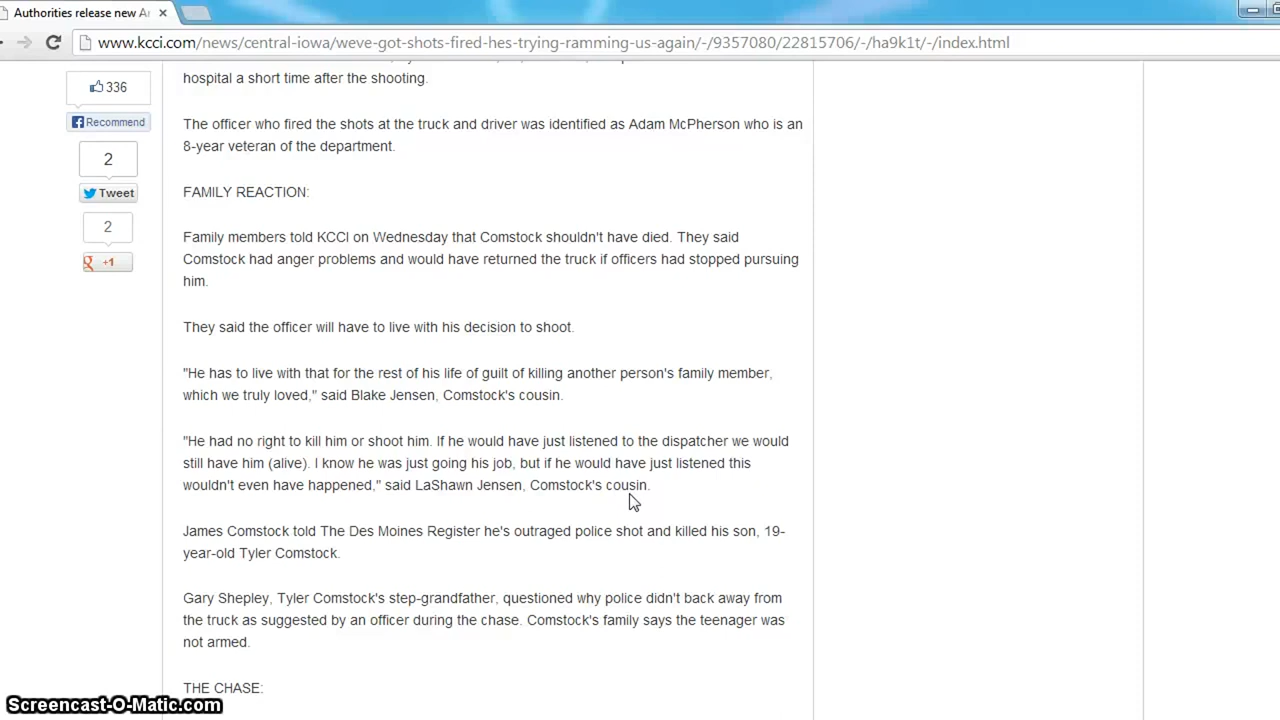 Authorities release new Ar
www.kcci.com/news/central-iowa/weve-got-shots-fired-hes-trying-ramming-us-again/-/9357080/22815706/-/ha9k1t/-/index.html
hospital a short time after the shooting.
336
Recommend
The officer who fired the shots at the truck and driver was identified as Adam McPherson who is an
8-year veteran of the department.
2
Tweet
FAMILY REACTION:
2
+1
Family members told KCCI on Wednesday that Comstock shouldn't have died. They said
Comstock had anger problems and would have returned the truck if officers had stopped pursuing
him.
They said the officer will have to live with his decision to shoot.
"He has to live with that for the rest of his life of guilt of killing another person's family member,
which we truly loved," said Blake Jensen, Comstock's cousin.
"He had no right to kill him or shoot him. If he would have just listened to the dispatcher we would
still have him (alive). I know he was just going his job, but if he would have just listened this
wouldn't even have happened," said LaShawn Jensen, Comstock's cousin.
James Comstock told The Des Moines Register he's outraged police shot and killed his son, 19-
year-old Tyler Comstock.
Gary Shepley, Tyler Comstock's step-grandfather, questioned why police didn't back away from
the truck as suggested by an officer during the chase. Comstock's family says the teenager was
not armed.
THE CHASE:
Screencast-O-Matic.com